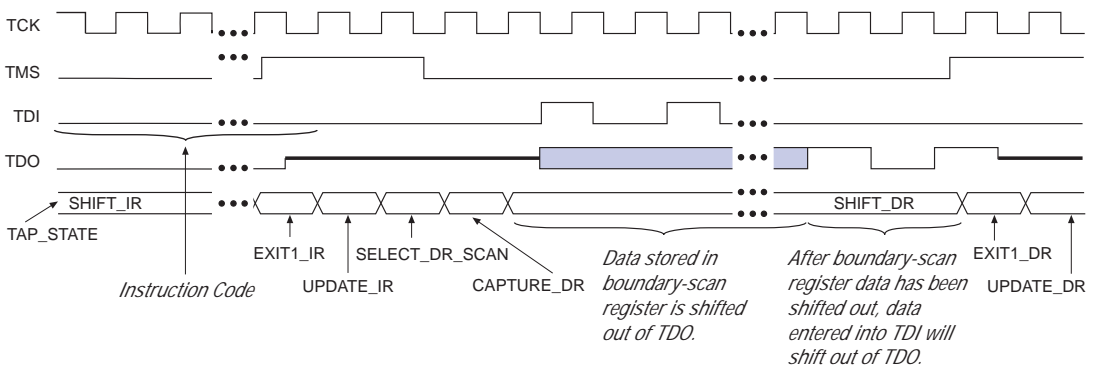 TCK
TMS
TDI
TDO
SHIFT_IR
SHIFT_DR
TAP_STATE
EXIT1_IR
SELECT_DR_SCAN
EXIT1_DR
Instruction Code
UPDATE_IR
CAPTURE_DR
UPDATE_DR
Data stored in
boundary-scan
register is shifted
out of TDO.
After boundary-scan
register data has been
shifted out, data
entered into TDI will
shift out of TDO.